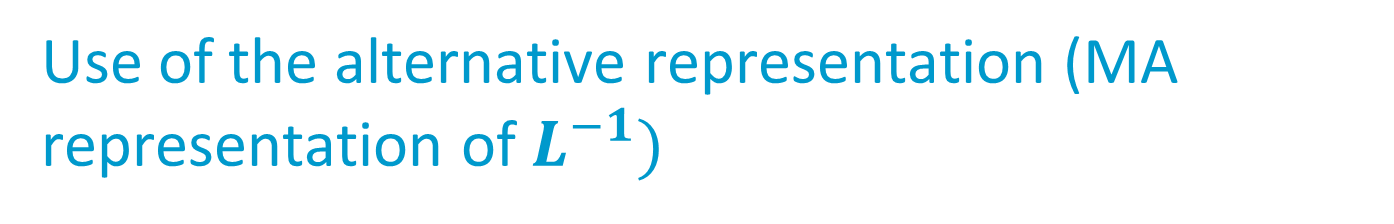 Use of the alternative representation (MA
representation of L⁻¹)